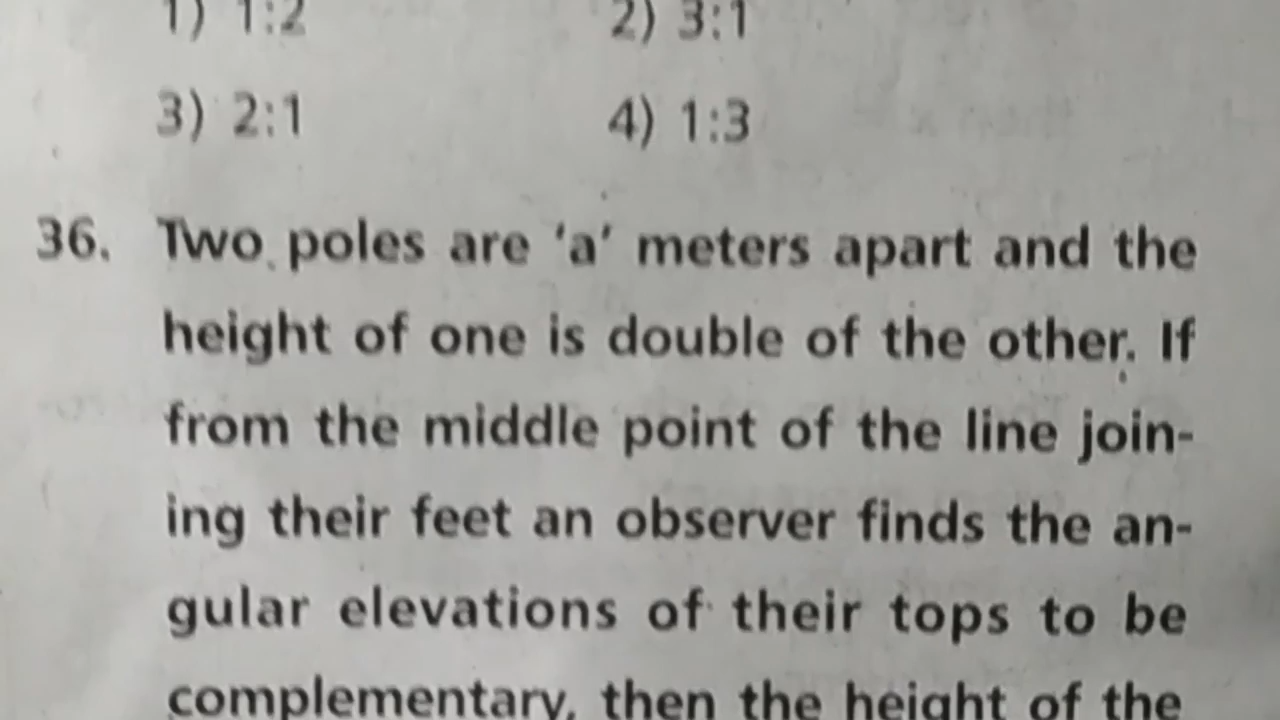 1) 1:2 2) 3:1
3) 2:1 4) 1:3
36. Two poles are ‘a’ meters apart and the
height of one is double of the other. If
from the middle point of the line join-
ing their feet an observer finds the an-
gular elevations of their tops to be
complementary, then the height of the